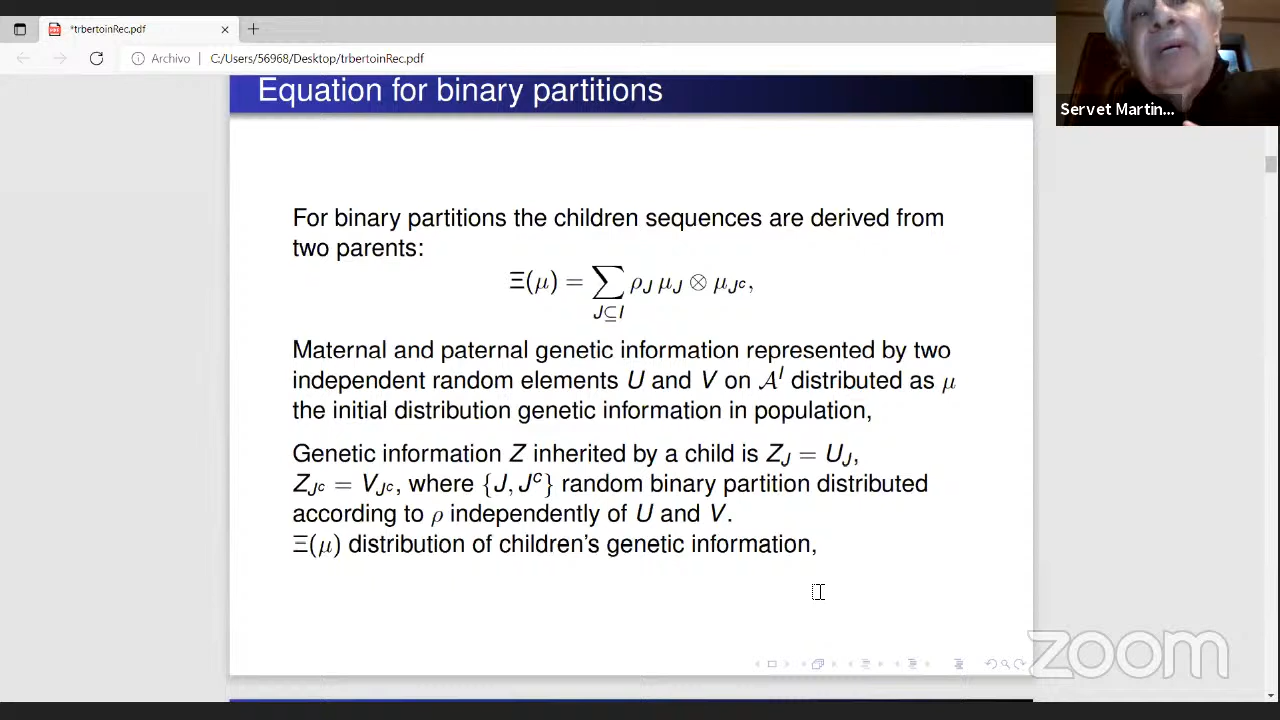 *trbertoinRec.pdf
Archivo
C:/Users/56968/Desktop/trbertoinRec.pdf
Servet Martin...
Equation for binary partitions
For binary partitions the children sequences are derived from
two parents:
Ξ(μ) = ∑_{J⊆I} ρ_J μ_J ⊗ μ_{J^c},
Maternal and paternal genetic information represented by two
independent random elements U and V on 𝒜^I distributed as μ
the initial distribution genetic information in population,
Genetic information Z inherited by a child is Z_J = U_J,
Z_{J^c} = V_{J^c}, where {J, J^c} random binary partition distributed
according to ρ independently of U and V.
Ξ(μ) distribution of children's genetic information,
zoom